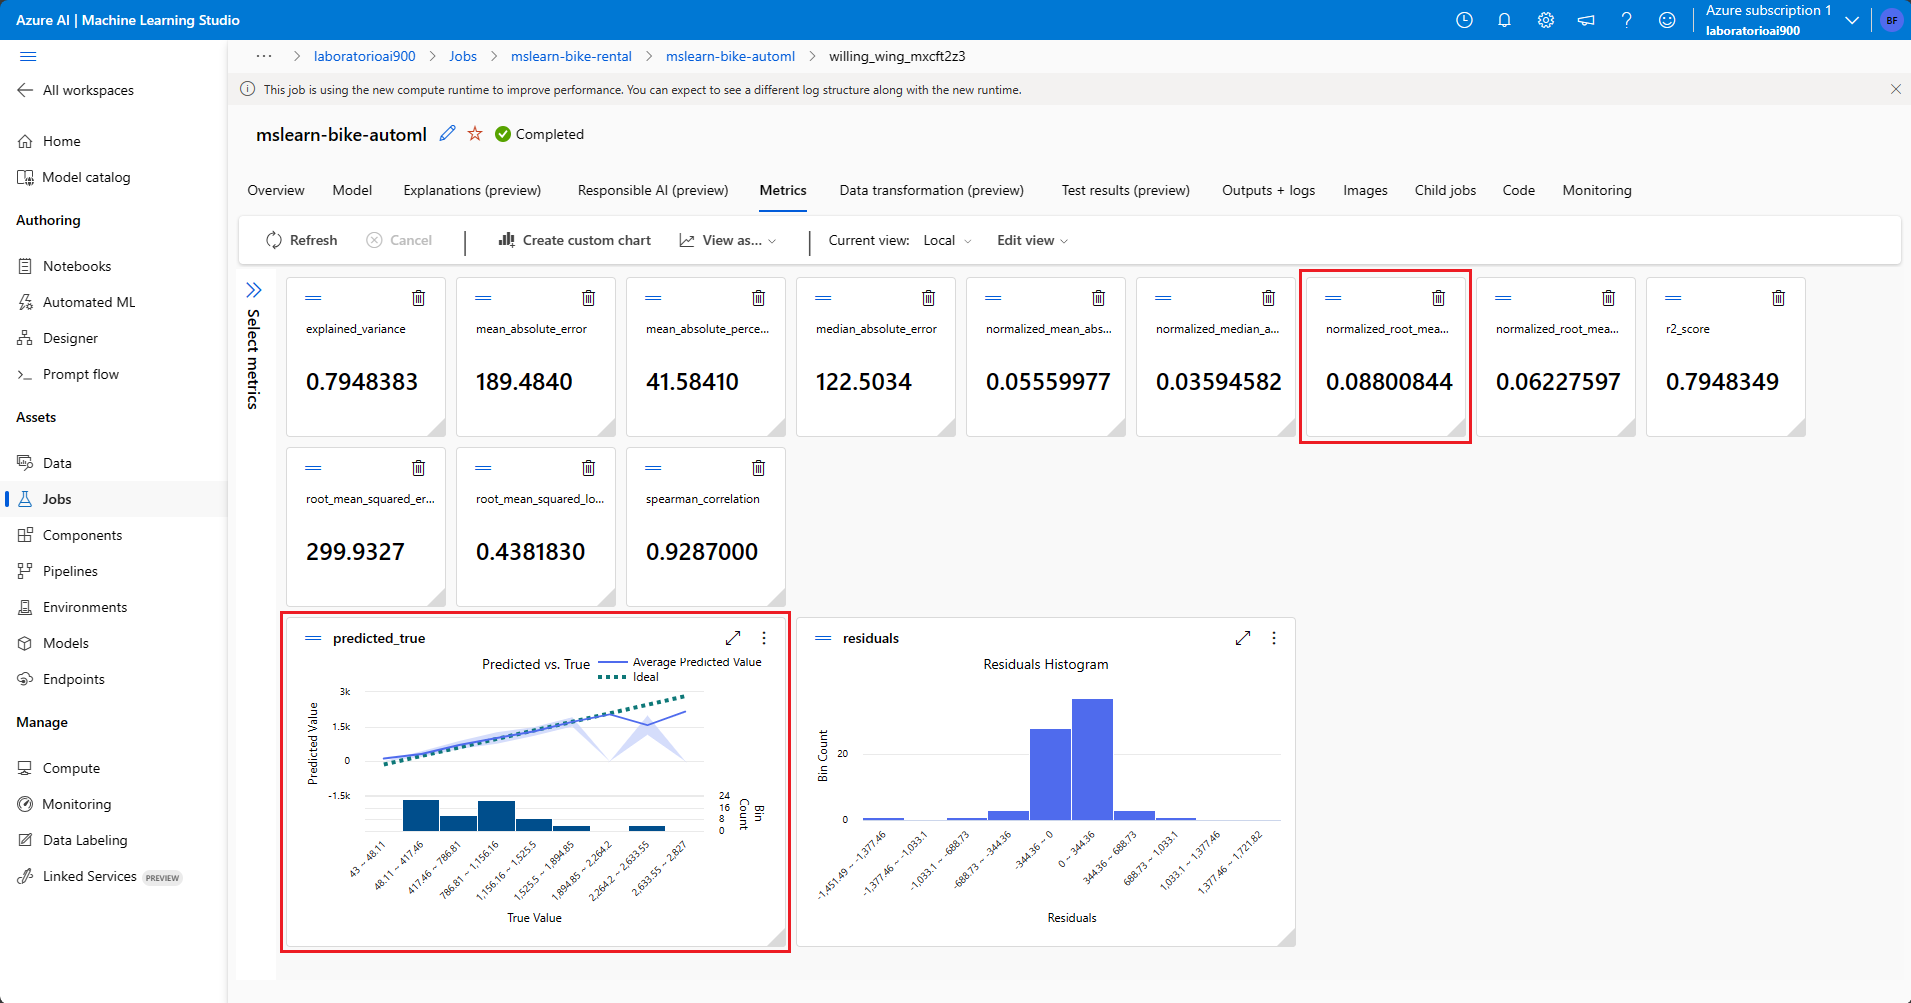 Azure AI | Machine Learning Studio
Azure subscription 1
laboratorioai900
BF
All workspaces
Home
Model catalog
Authoring
Notebooks
Automated ML
Designer
Prompt flow
Assets
Data
Jobs
Components
Pipelines
Environments
Models
Endpoints
Manage
Compute
Monitoring
Data Labeling
Linked Services PREVIEW
... > laboratorioai900 > Jobs > mslearn-bike-rental > mslearn-bike-automl > willing_wing_mxcft2z3
This job is using the new compute runtime to improve performance. You can expect to see a different log structure along with the new runtime.
mslearn-bike-automl Completed
Overview Model Explanations (preview) Responsible AI (preview) Metrics Data transformation (preview) Test results (preview) Outputs + logs Images Child jobs Code Monitoring
Refresh Cancel | Create custom chart View as... | Current view: Local Edit view
Select metrics
explained_variance
0.7948383
mean_absolute_error
189.4840
mean_absolute_perce...
41.58410
median_absolute_error
122.5034
normalized_mean_abs...
0.05559977
normalized_median_a...
0.03594582
normalized_root_mea...
0.08800844
normalized_root_mea...
0.06227597
r2_score
0.7948349
root_mean_squared_er...
299.9327
root_mean_squared_lo...
0.4381830
spearman_correlation
0.9287000
predicted_true
Predicted vs. True
Average Predicted Value
Ideal
Predicted Value
3k
1.5k
0
-1.5k
24
16
8
0
Bin
Count
43 ~ 48.11
48.11 ~ 417.46
417.46 ~ 786.81
786.81 ~ 1,156.16
1,156.16 ~ 1,525.5
1,525.5 ~ 1,894.85
1,894.85 ~ 2,264.2
2,264.2 ~ 2,633.55
2,633.55 ~ 2,827
True Value
residuals
Residuals Histogram
Bin Count
20
0
-1,451.49 ~ -1,377.46
-1,377.46 ~ -1,033.1
-1,033.1 ~ -688.73
-688.73 ~ -344.36
-344.36 ~ 0
0 ~ 344.36
344.36 ~ 688.73
688.73 ~ 1,033.1
1,033.1 ~ 1,377.46
1,377.46 ~ 1,721.82
Residuals